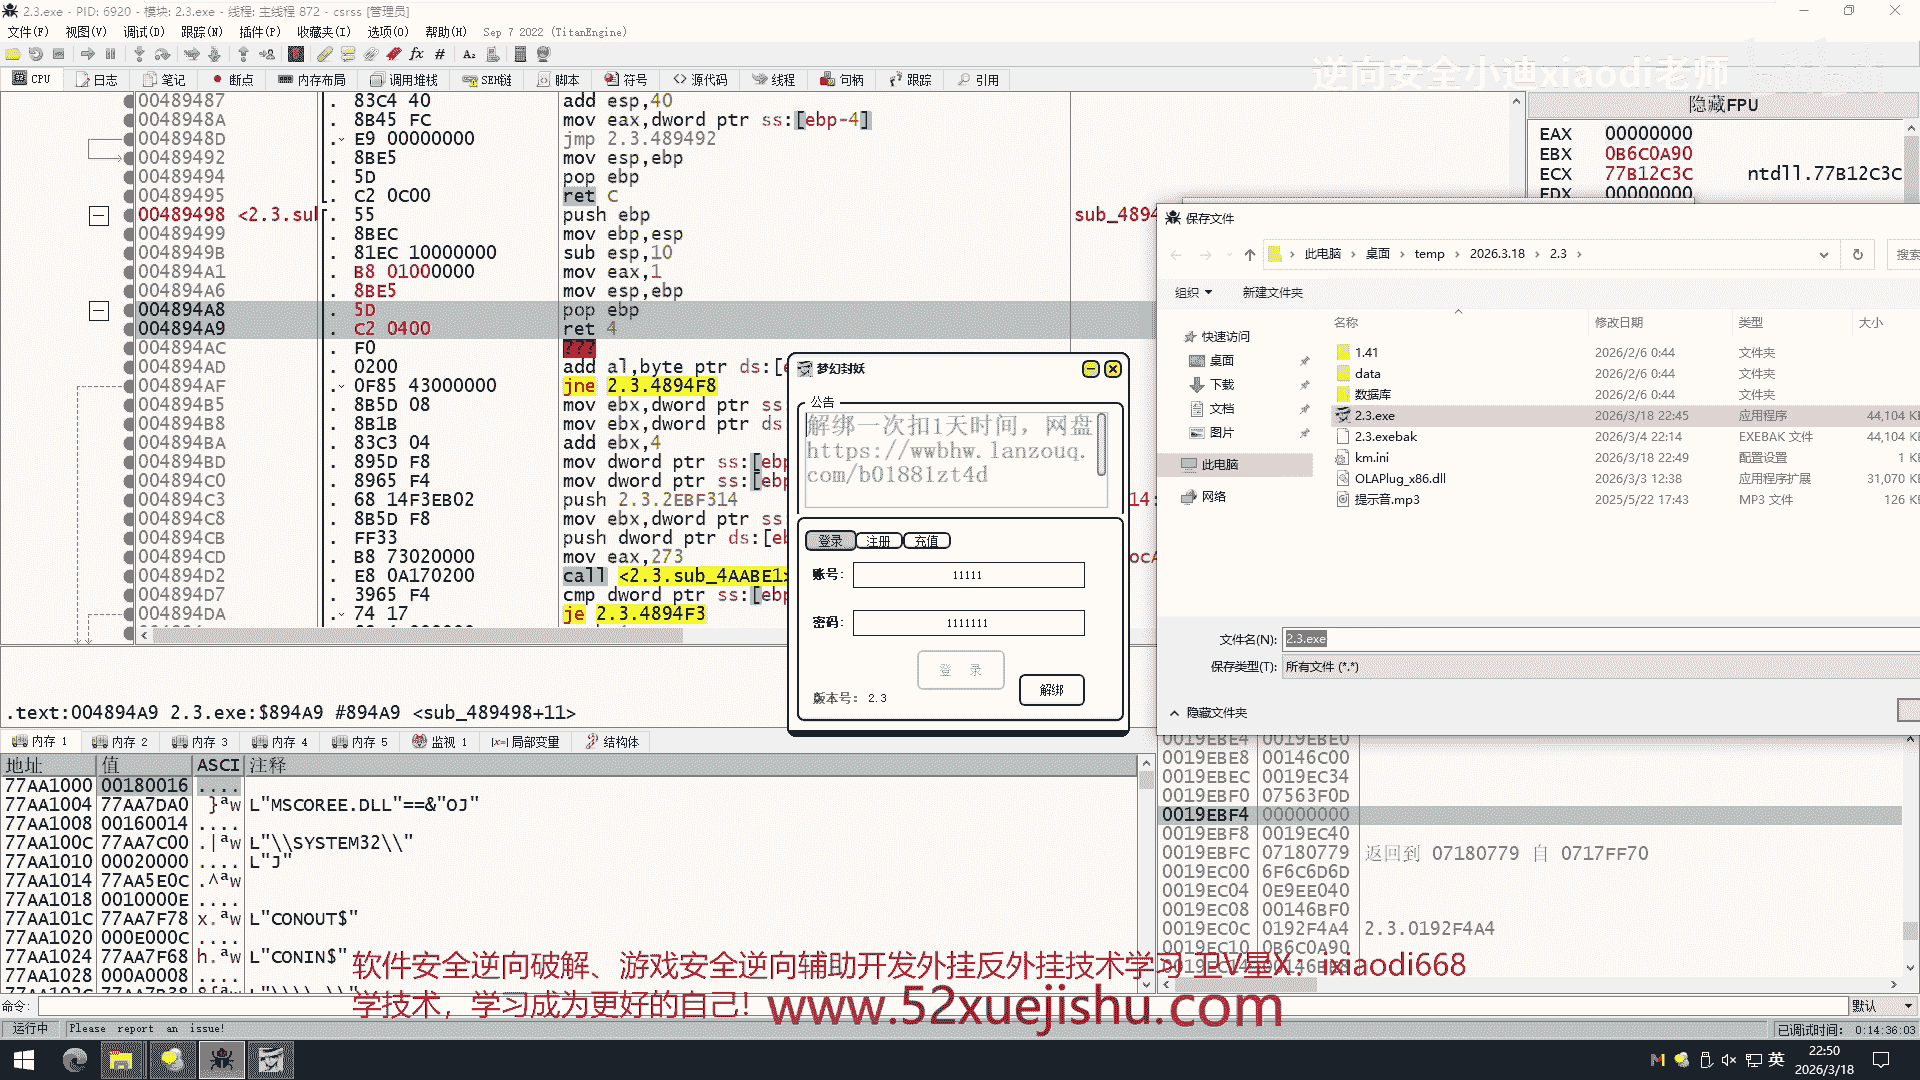 2.3.exe - PID: 6920 - 模块: 2.3.exe - 线程: 主线程 872 - csrss [管理员]
文件(F) 视图(V) 调试(D) 跟踪(N) 插件(P) 收藏夹(I) 选项(O) 帮助(H) Sep 7 2022 (TitanEngine)
CPU 日志 笔记 断点 内存布局 调用堆栈 SEH链 脚本 符号 源代码 线程 句柄 跟踪 引用
逆向安全小迪xiaodi老师
00489487 . 83C4 40 add esp,40
0048948A . 8B45 FC mov eax,dword ptr ss:[ebp-4]
0048948D . E9 00000000 jmp 2.3.489492
00489492 . 8BE5 mov esp,ebp
00489494 . 5D pop ebp
00489495 . C2 0C00 ret C
00489498 <2.3.sub . 55 push ebp sub_4894
00489499 . 8BEC mov ebp,esp
0048949B . 81EC 10000000 sub esp,10
004894A1 . B8 01000000 mov eax,1
004894A6 . 8BE5 mov esp,ebp
004894A8 . 5D pop ebp
004894A9 . C2 0400 ret 4
004894AC . F0 ???
004894AD . 0200 add al,byte ptr ds:[e
004894AF . 0F85 43000000 jne 2.3.4894F8
004894B5 . 8B5D 08 mov ebx,dword ptr ss
004894B8 . 8B1B mov ebx,dword ptr ds
004894BA . 83C3 04 add ebx,4
004894BD . 895D F8 mov dword ptr ss:[ebp
004894C0 . 8965 F4 mov dword ptr ss:[ebp
004894C3 . 68 14F3EB02 push 2.3.2EBF314
004894C8 . 8B5D F8 mov ebx,dword ptr ss
004894CB . FF33 push dword ptr ds:[eb
004894CD . B8 73020000 mov eax,273
004894D2 . E8 0A170200 call <2.3.sub_4AABE1>
004894D7 . 3965 F4 cmp dword ptr ss:[ebp
004894DA . 74 17 je 2.3.4894F3
隐藏FPU
EAX 00000000
EBX 0B6C0A90
ECX 77B12C3C ntdll.77B12C3C
EDX 00000000
保存文件
此电脑 › 桌面 › temp › 2026.3.18 › 2.3 › 搜索
组织 新建文件夹
快速访问
桌面
下载
文档
图片
此电脑
网络
名称 修改日期 类型 大小
1.41 2026/2/6 0:44 文件夹
data 2026/2/6 0:44 文件夹
数据库 2026/2/6 0:44 文件夹
2.3.exe 2026/3/18 22:45 应用程序 44,104 K
2.3.exebak 2026/3/4 22:14 EXEBAK 文件 44,104 K
km.ini 2026/3/18 22:49 配置设置 1 K
OLAPlug_x86.dll 2026/3/3 12:38 应用程序扩展 31,070 K
提示音.mp3 2025/5/22 17:43 MP3 文件 126 K
文件名(N): 2.3.exe
保存类型(T): 所有文件 (*.*)
隐藏文件夹
梦幻封妖
公告
解绑一次扣1天时间，网盘
https://wwbhw.lanzouq.
com/b01881zt4d
登录 注册 充值
账号: 11111
密码: 1111111
登 录
解绑
版本号: 2.3
.text:004894A9 2.3.exe:$894A9 #894A9 <sub_489498+11>
内存 1 内存 2 内存 3 内存 4 内存 5 监视 1 局部变量 结构体
地址 值 ASCI 注释
77AA1000 00180016 ....
77AA1004 77AA7DA0 }ªw L"MSCOREE.DLL"==&"OJ"
77AA1008 00160014 ....
77AA100C 77AA7C00 .|ªw L"\\SYSTEM32\\"
77AA1010 00020000 .... L"J"
77AA1014 77AA5E0C .^ªw
77AA1018 0010000E ....
77AA101C 77AA7F78 x.ªw L"CONOUT$"
77AA1020 000E000C ....
77AA1024 77AA7F68 h.ªw L"CONIN$"
77AA1028 000A0008 ....
0019EBE4 0019EBE0
0019EBE8 00146C00
0019EBEC 0019EC34
0019EBF0 07563F0D
0019EBF4 00000000
0019EBF8 0019EC40
0019EBFC 07180779 返回到 07180779 自 0717FF70
0019EC00 6F6C6D6D
0019EC04 0E9EE040
0019EC08 00146BF0
0019EC0C 0192F4A4 2.3.0192F4A4
0019EC10 0B6C0A90
软件安全逆向破解、游戏安全逆向辅助开发外挂反外挂技术学习 卫V星X: ixiaodi668
学技术，学习成为更好的自己! www.52xuejishu.com
命令: 默认
运行中 Please report an issue! 已调试时间: 0:14:36:03
英 22:50
2026/3/18